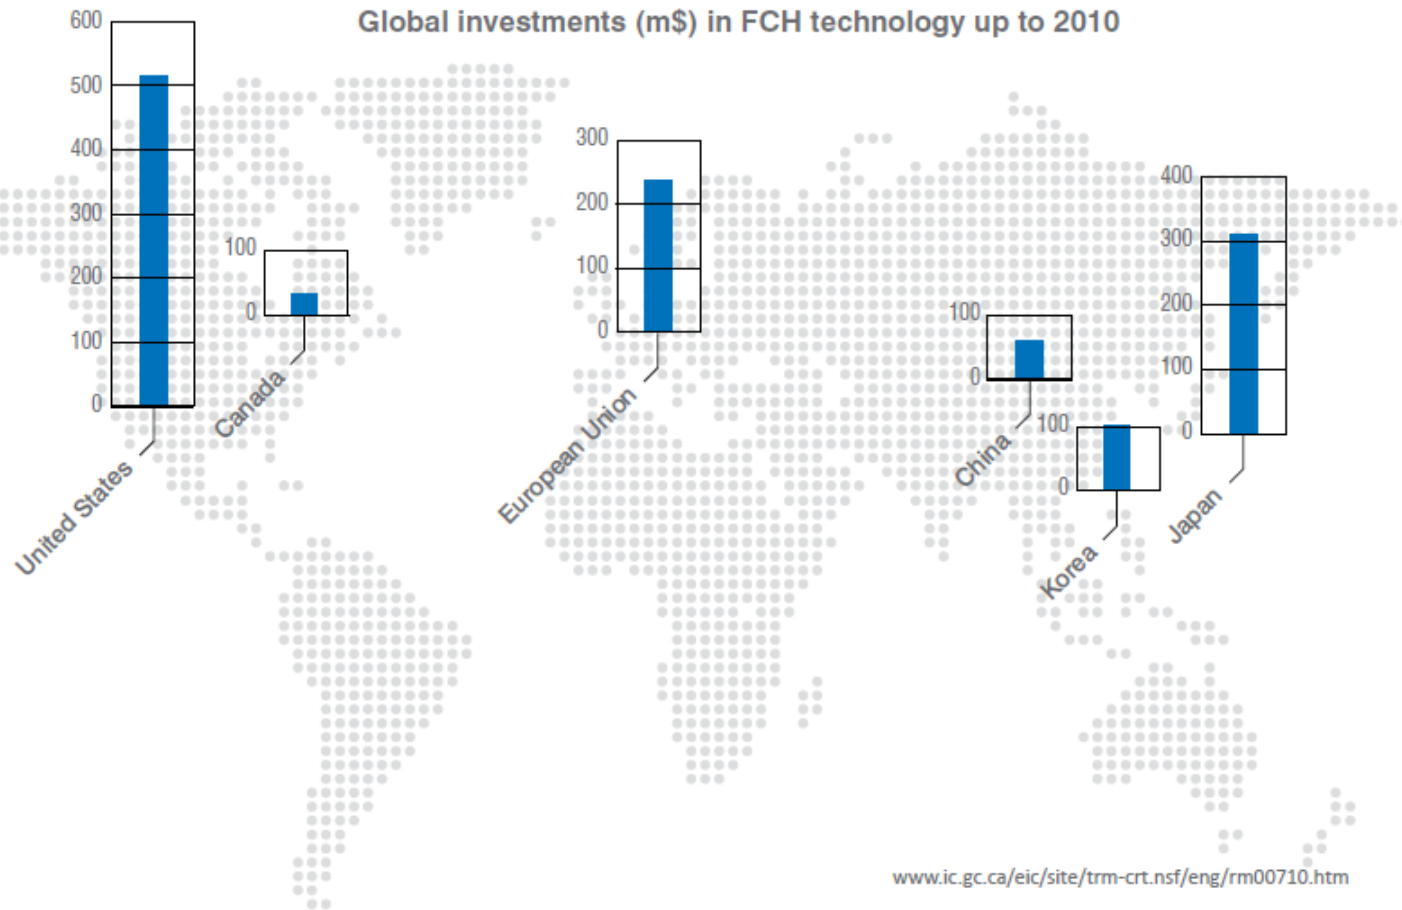 Global investments (m$) in FCH technology up to 2010
600
500
400
300
200
100
0
United States
100
0
Canada
300
200
100
0
European Union
100
0
China
100
0
Korea
400
300
200
100
0
Japan
www.ic.gc.ca/eic/site/trm-crt.nsf/eng/rm00710.htm